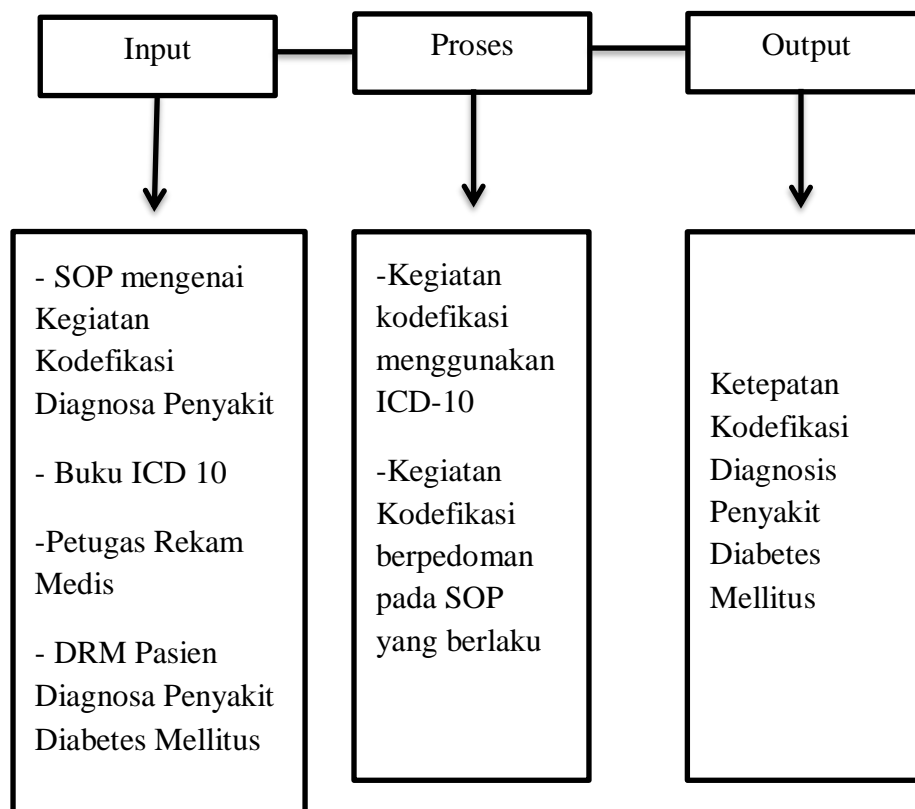 Input
Proses
Output
- SOP mengenai
Kegiatan
Kodefikasi
Diagnosa Penyakit
- Buku ICD 10
-Petugas Rekam
Medis
- DRM Pasien
Diagnosa Penyakit
Diabetes Mellitus
-Kegiatan
kodefikasi
menggunakan
ICD-10
-Kegiatan
Kodefikasi
berpedoman
pada SOP
yang berlaku
Ketepatan
Kodefikasi
Diagnosis
Penyakit
Diabetes
Mellitus